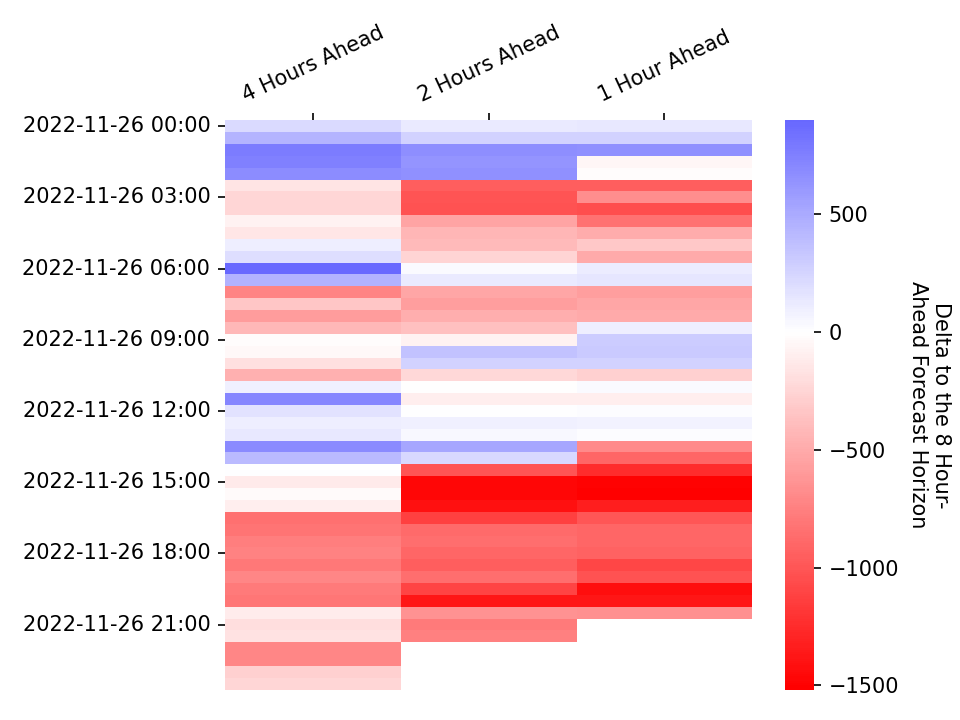 4 Hours Ahead
2 Hours Ahead
1 Hour Ahead
2022-11-26 00:00
2022-11-26 03:00
2022-11-26 06:00
2022-11-26 09:00
2022-11-26 12:00
2022-11-26 15:00
2022-11-26 18:00
2022-11-26 21:00
500
0
−500
−1000
−1500
Delta to the 8 Hour-
Ahead Forecast Horizon